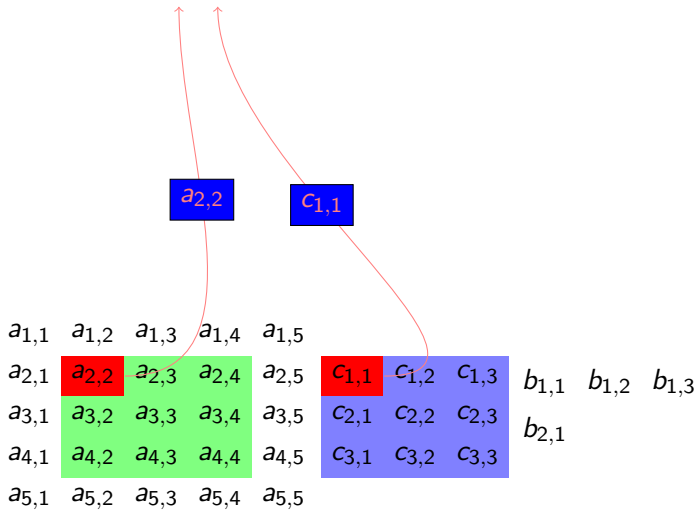 a2,2 c1,1
a1,1 a1,2 a1,3 a1,4 a1,5
a2,1 a2,2 a2,3 a2,4 a2,5 c1,1 c1,2 c1,3 b1,1 b1,2 b1,3
a3,1 a3,2 a3,3 a3,4 a3,5 c2,1 c2,2 c2,3 b2,1
a4,1 a4,2 a4,3 a4,4 a4,5 c3,1 c3,2 c3,3
a5,1 a5,2 a5,3 a5,4 a5,5